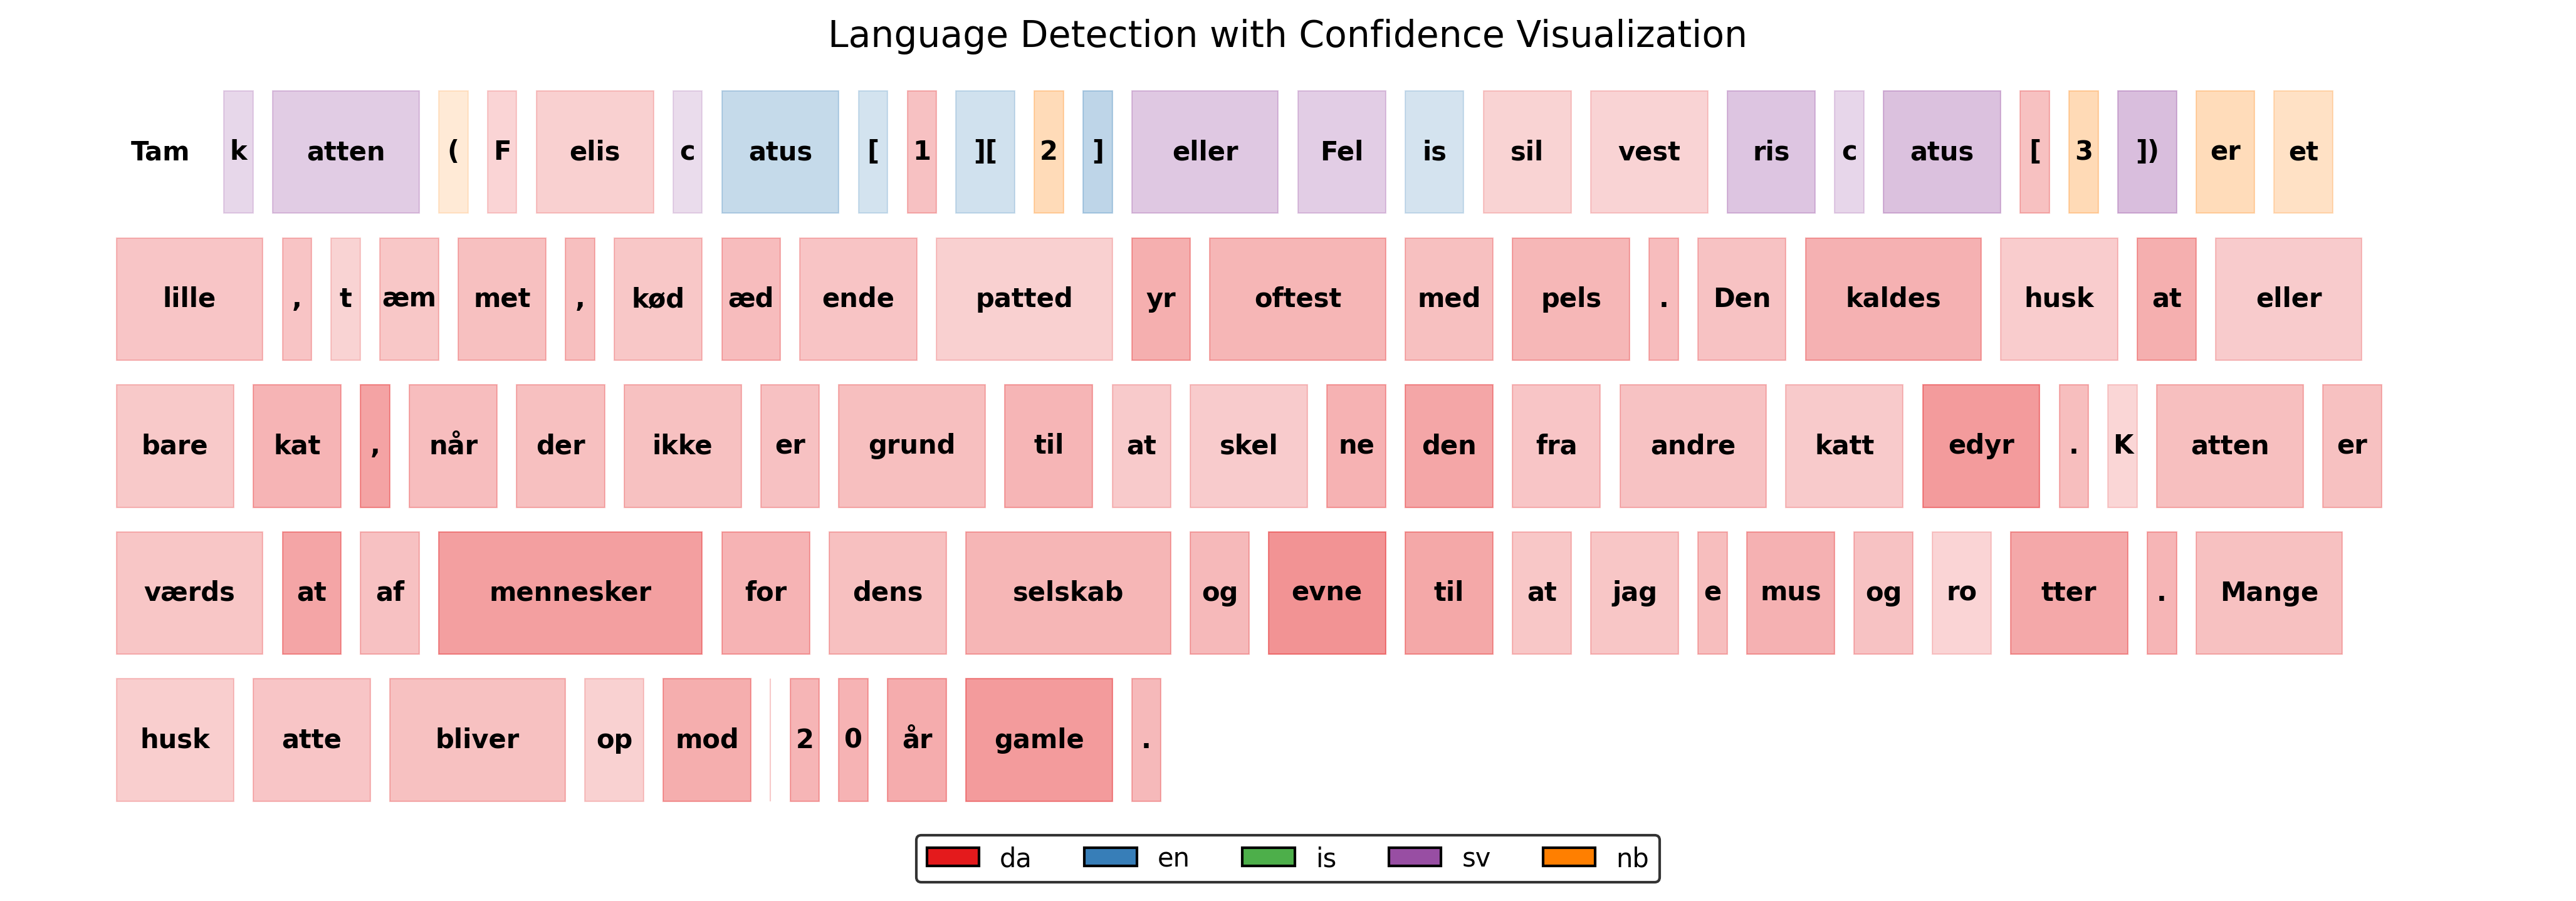 Language Detection with Confidence Visualization
Tam k atten ( F elis c atus [ 1 ][ 2 ] eller Fel is sil vest ris c atus [ 3 ]) er et
lille , t æm met , kød æd ende patted yr oftest med pels . Den kaldes husk at eller
bare kat , når der ikke er grund til at skel ne den fra andre katt edyr . K atten er
værds at af mennesker for dens selskab og evne til at jag e mus og ro tter . Mange
husk atte bliver op mod 2 0 år gamle .
da en is sv nb